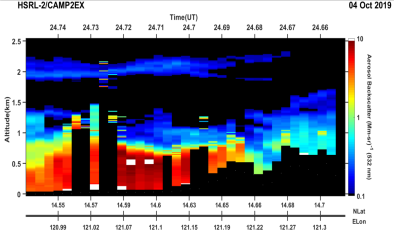 HSRL-2/CAMP2EX
04 Oct 2019
Time(UT)
24.74 24.73 24.72 24.71 24.7 24.69 24.68 24.67 24.66
2.5
2
1.5
1
0.5
0
Altitude(km)
10
1
0.1
Aerosol Backscatter (Mm-sr)⁻¹ (532 nm)
14.55 14.57 14.59 14.6 14.63 14.65 14.66 14.68 14.7
NLat
ELon
120.99 121.02 121.07 121.1 121.15 121.19 121.22 121.27 121.3